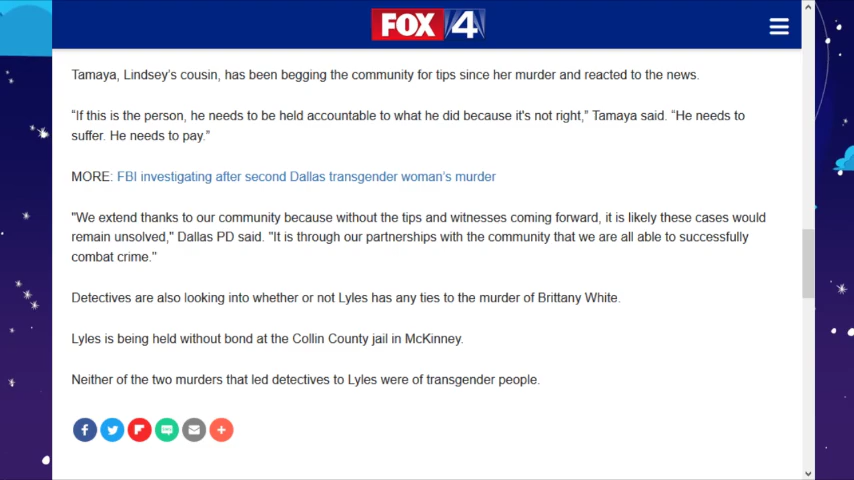 FOX 4
Tamaya, Lindsey's cousin, has been begging the community for tips since her murder and reacted to the news.
“If this is the person, he needs to be held accountable to what he did because it's not right,” Tamaya said. “He needs to
suffer. He needs to pay.”
MORE: FBI investigating after second Dallas transgender woman's murder
"We extend thanks to our community because without the tips and witnesses coming forward, it is likely these cases would
remain unsolved," Dallas PD said. "It is through our partnerships with the community that we are all able to successfully
combat crime."
Detectives are also looking into whether or not Lyles has any ties to the murder of Brittany White.
Lyles is being held without bond at the Collin County jail in McKinney.
Neither of the two murders that led detectives to Lyles were of transgender people.